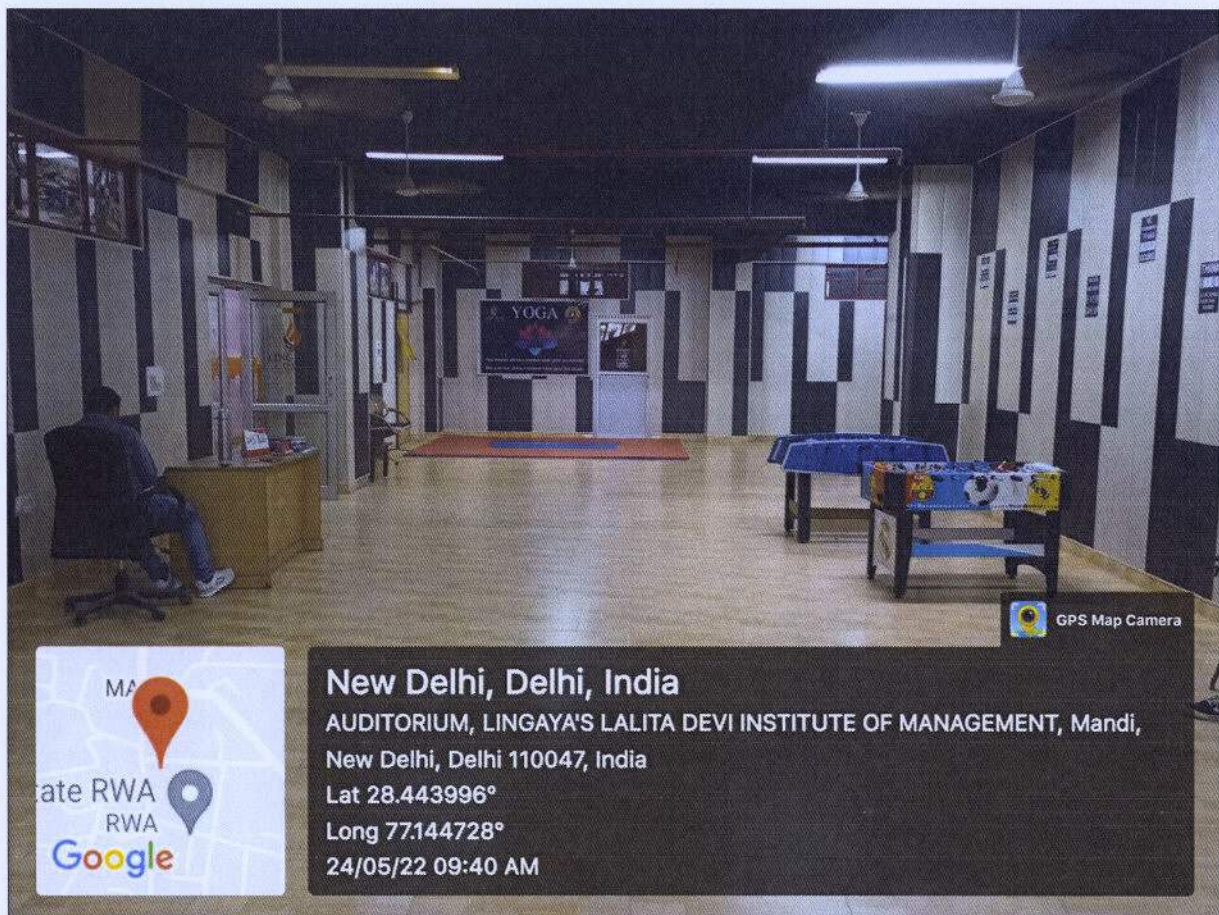 YOGA
GPS Map Camera
MA
ate RWA
RWA
Google
New Delhi, Delhi, India
AUDITORIUM, LINGAYA'S LALITA DEVI INSTITUTE OF MANAGEMENT, Mandi,
New Delhi, Delhi 110047, India
Lat 28.443996°
Long 77.144728°
24/05/22 09:40 AM